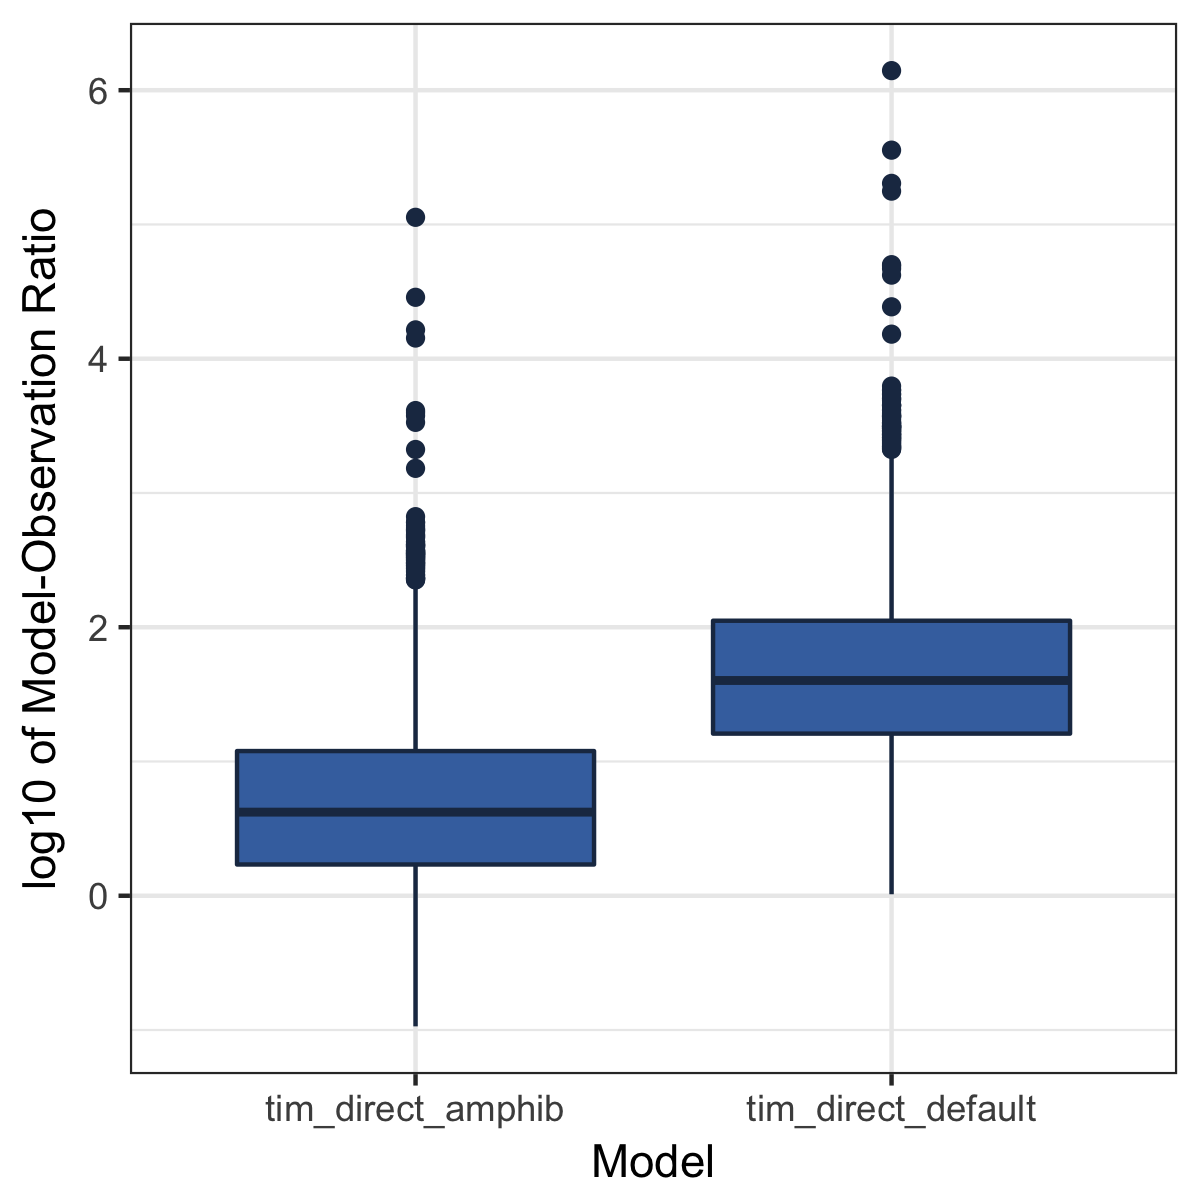 log10 of Model-Observation Ratio
6
4
2
0
tim_direct_amphib
tim_direct_default
Model